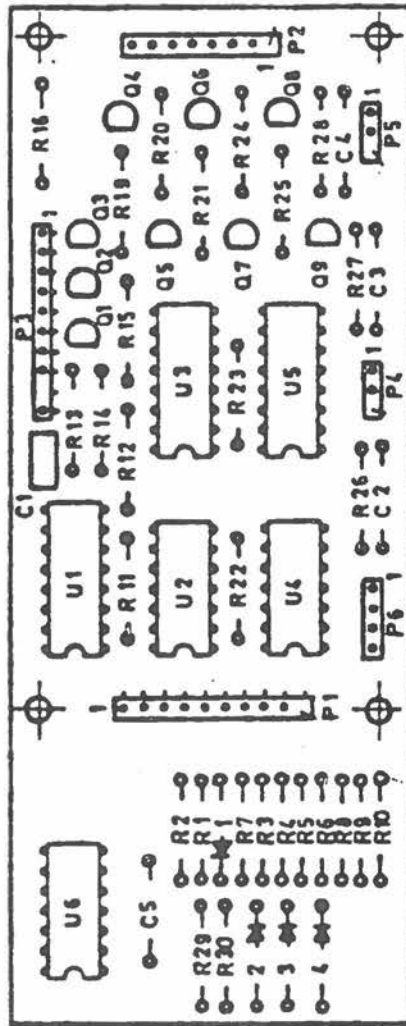 P2
1
R16
Q4
Q6
Q8
R20
R24
R28
C4
P5
1
P3
1
Q3
Q2
Q1
R19
R21
R25
Q5
Q7
Q9
R27
C3
R15
U3
R23
U5
P4
1
C1
R13
R14
R12
R26
C2
U1
R11
U2
R22
U4
P6
1
1
P1
U6
C5
R2
R1
1
R7
R3
R4
R5
R6
R8
R9
R10
R29
R30
2
3
4